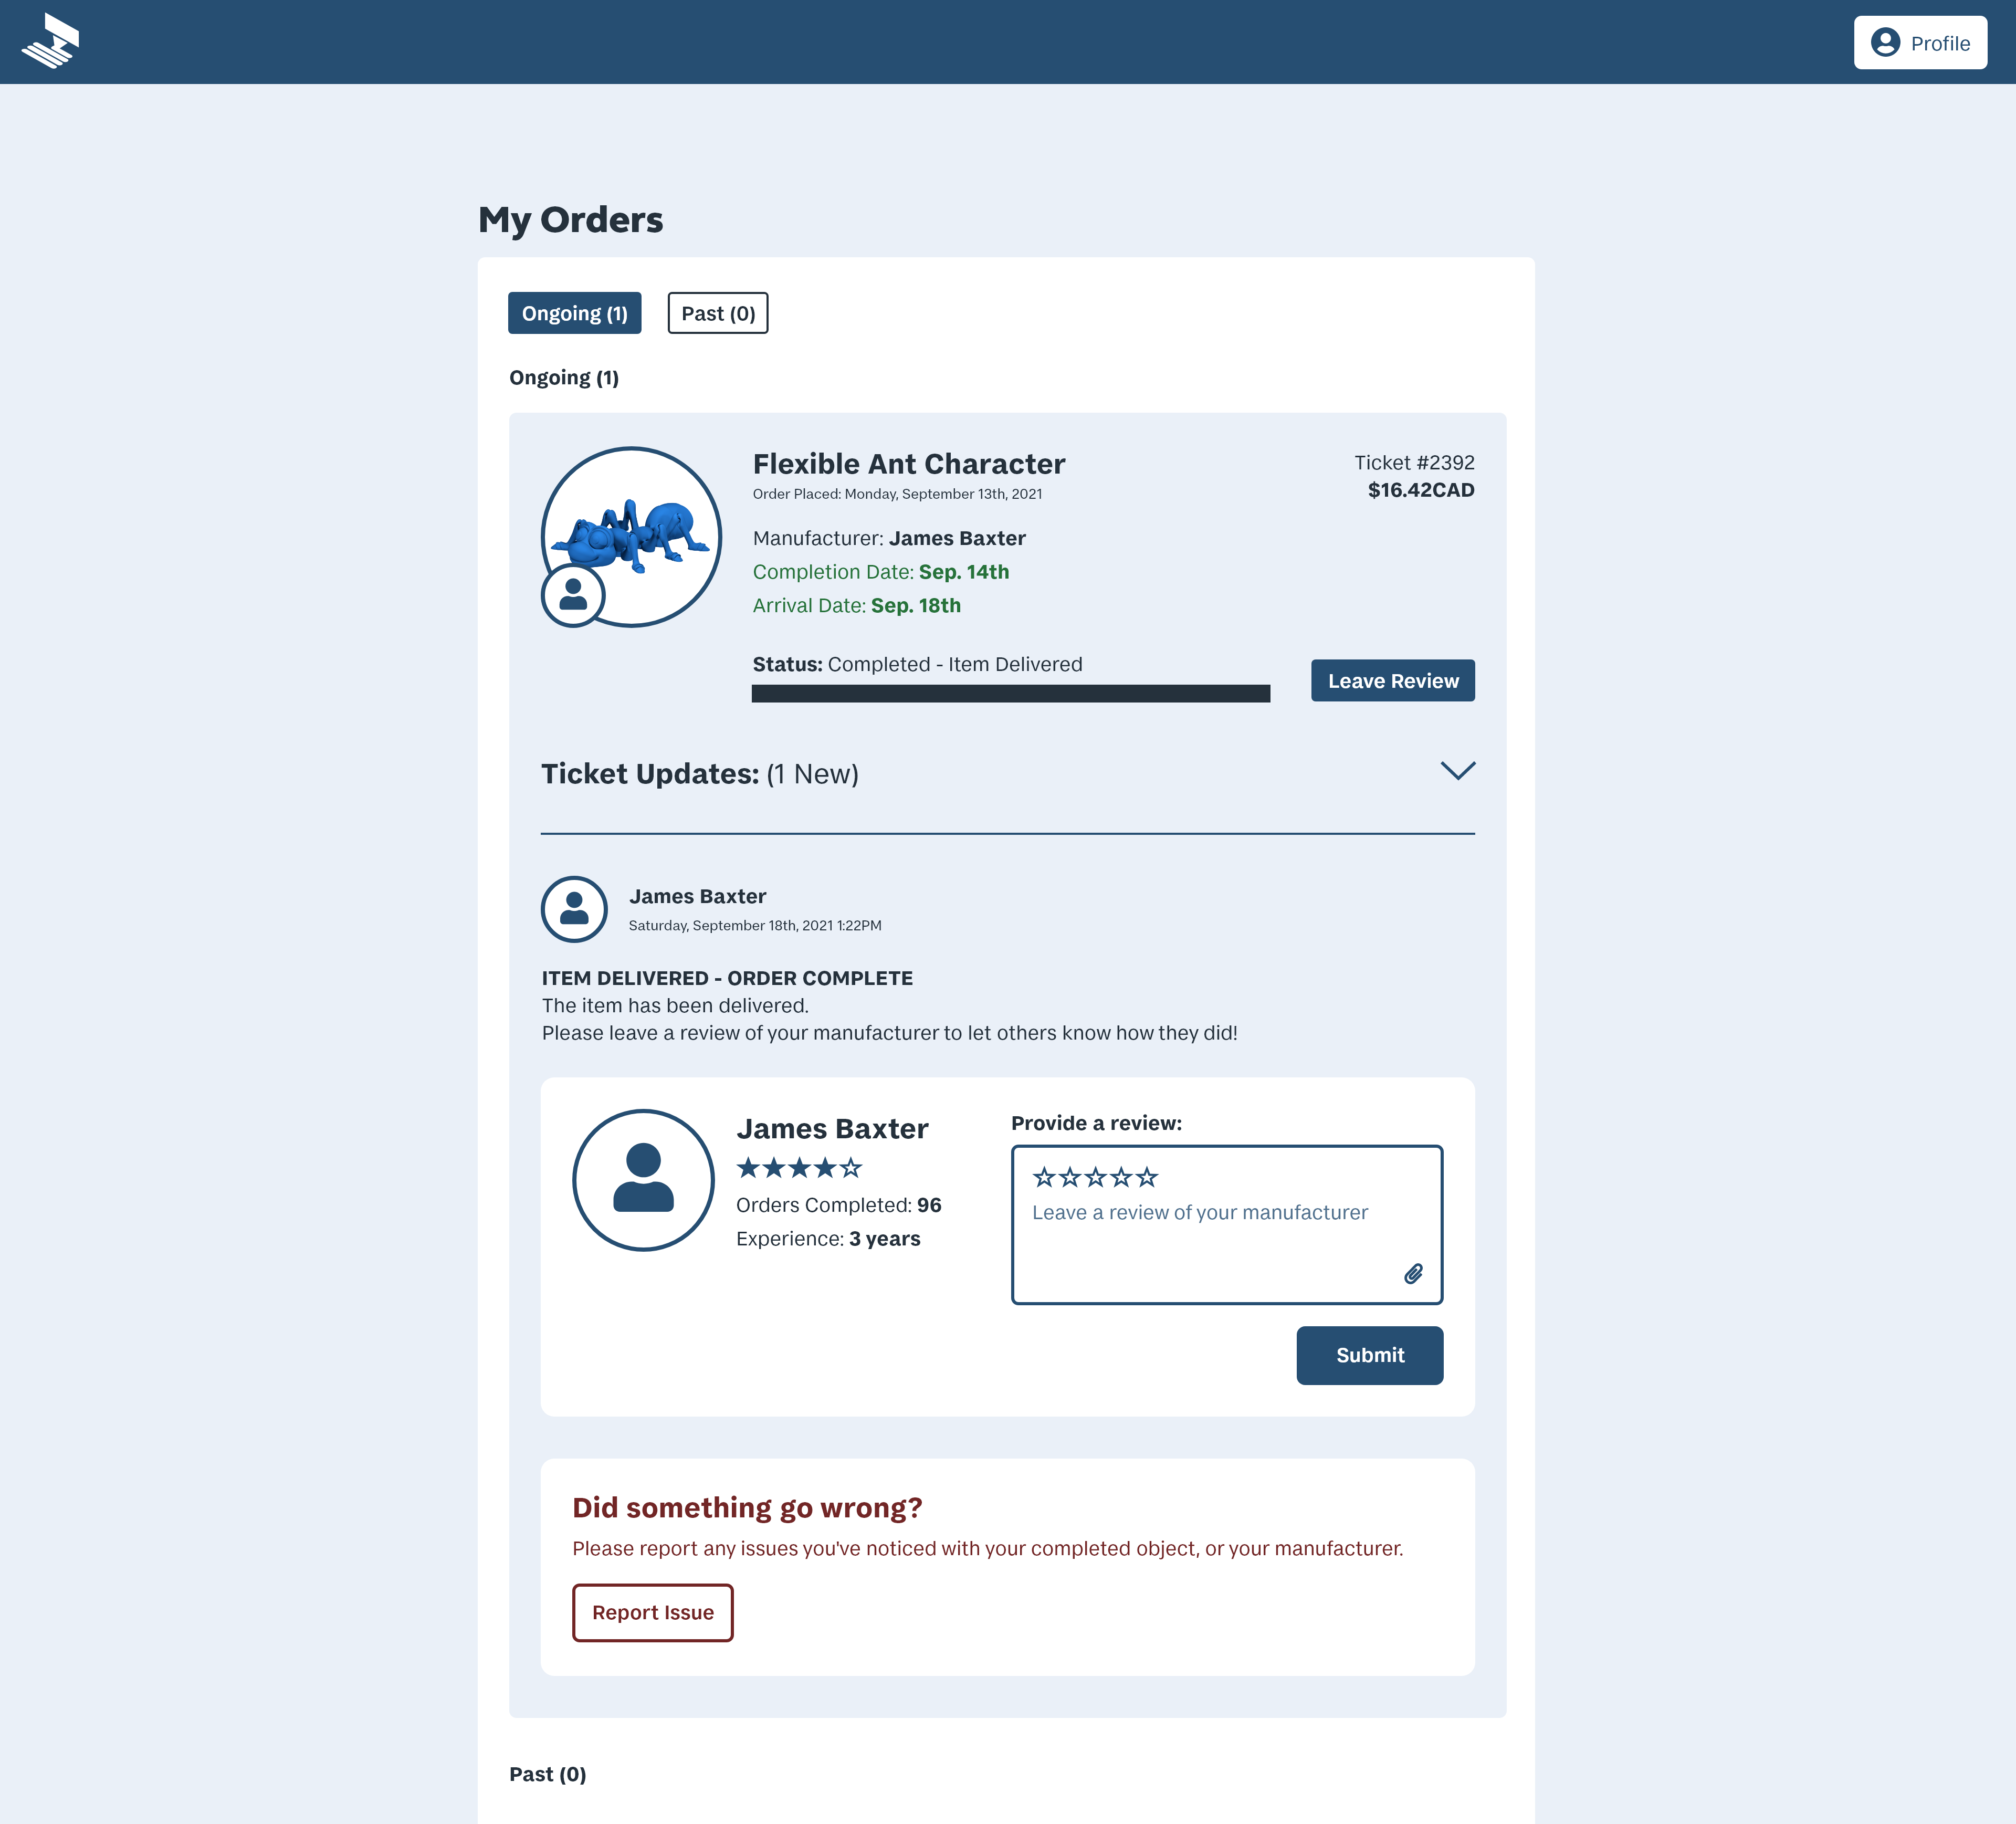 Profile
My Orders
Ongoing (1)
Past (0)
Ongoing (1)
Flexible Ant Character
Ticket #2392
Order Placed: Monday, September 13th, 2021
$16.42CAD
Manufacturer: James Baxter
Completion Date: Sep. 14th
Arrival Date: Sep. 18th
Status: Completed - Item Delivered
Leave Review
Ticket Updates: (1 New)
James Baxter
Saturday, September 18th, 2021 1:22PM
ITEM DELIVERED - ORDER COMPLETE
The item has been delivered.
Please leave a review of your manufacturer to let others know how they did!
James Baxter
Orders Completed: 96
Experience: 3 years
Provide a review:
Leave a review of your manufacturer
Submit
Did something go wrong?
Please report any issues you've noticed with your completed object, or your manufacturer.
Report Issue
Past (0)